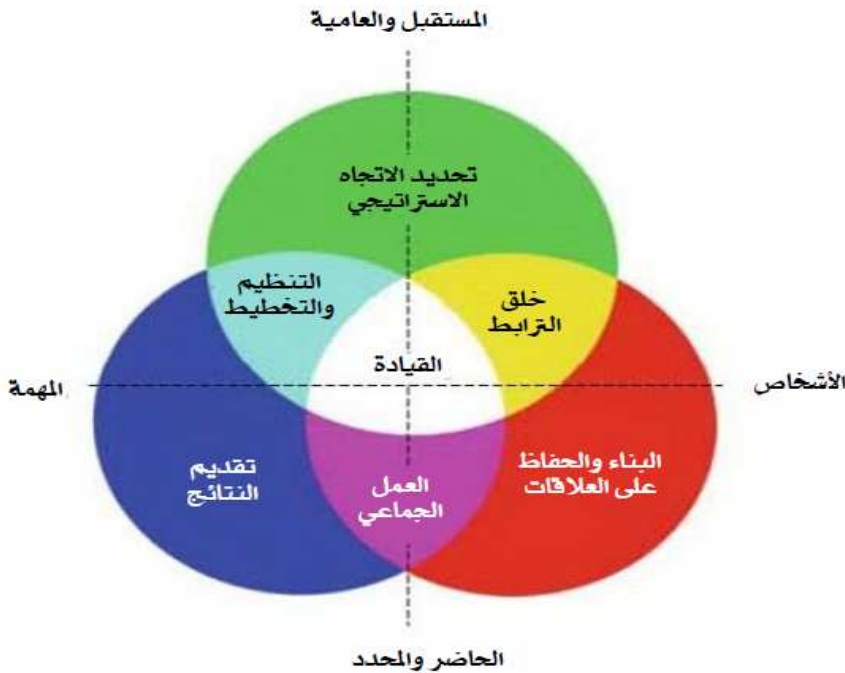 المستقبل والعامية
تحديد الاتجاه
الاستراتيجي
خلق
الترابط
التنظيم
والتخطيط
القيادة
الأشخاص
المهمة
البناء والحفاظ
على العلاقات
العمل
الجماعي
تقديم
النتائج
الحاضر والمحدد